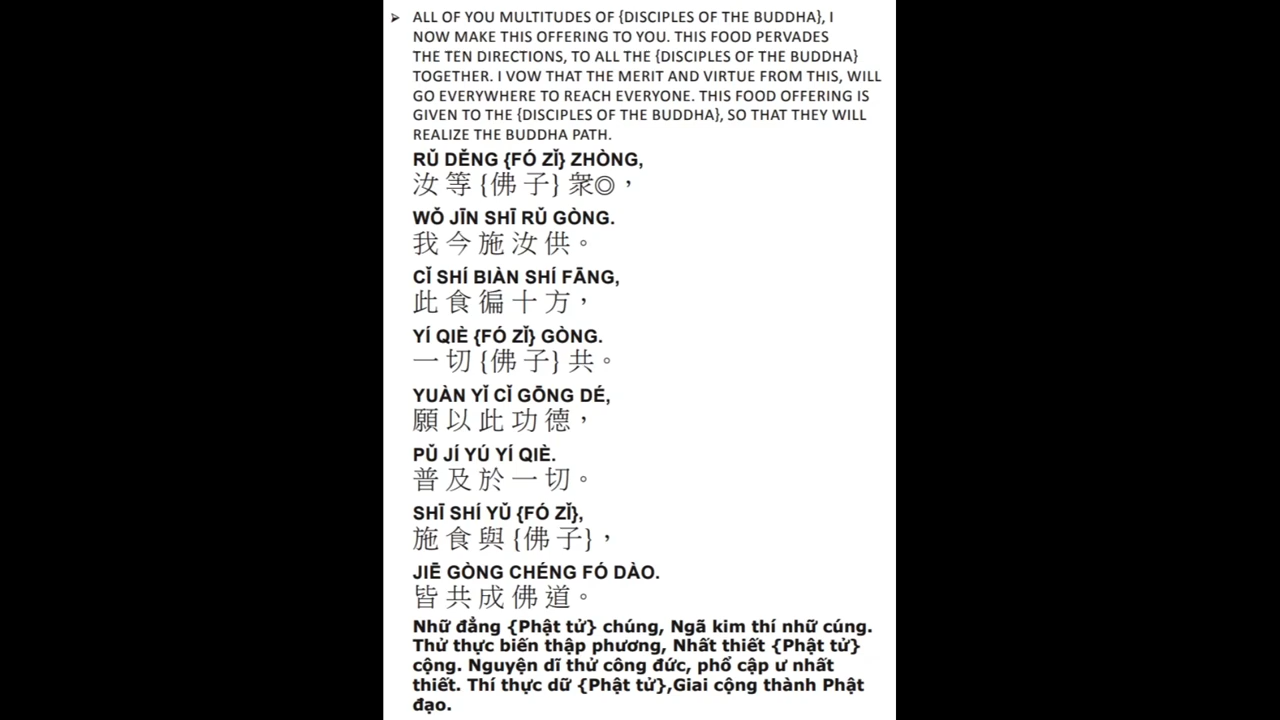 ➢ ALL OF YOU MULTITUDES OF {DISCIPLES OF THE BUDDHA}, I
NOW MAKE THIS OFFERING TO YOU. THIS FOOD PERVADES
THE TEN DIRECTIONS, TO ALL THE {DISCIPLES OF THE BUDDHA}
TOGETHER. I VOW THAT THE MERIT AND VIRTUE FROM THIS, WILL
GO EVERYWHERE TO REACH EVERYONE. THIS FOOD OFFERING IS
GIVEN TO THE {DISCIPLES OF THE BUDDHA}, SO THAT THEY WILL
REALIZE THE BUDDHA PATH.
RǓ DĚNG {FÓ ZǏ} ZHÒNG,
汝等{佛子}衆◎，
WǑ JĪN SHĪ RǓ GÒNG.
我今施汝供。
CǏ SHÍ BIÀN SHÍ FĀNG,
此食徧十方，
YÍ QIÈ {FÓ ZǏ} GÒNG.
一切{佛子}共。
YUÀN YǏ CǏ GŌNG DÉ,
願以此功德，
PǓ JÍ YÚ YÍ QIÈ.
普及於一切。
SHĪ SHÍ YǓ {FÓ ZǏ},
施食與{佛子}，
JIĒ GÒNG CHÉNG FÓ DÀO.
皆共成佛道。
Nhữ đẳng {Phật tử} chúng, Ngã kim thí nhữ cúng.
Thử thực biến thập phương, Nhất thiết {Phật tử}
cộng. Nguyện dĩ thử công đức, phổ cập ư nhất
thiết. Thí thực dữ {Phật tử},Giai cộng thành Phật
đạo.